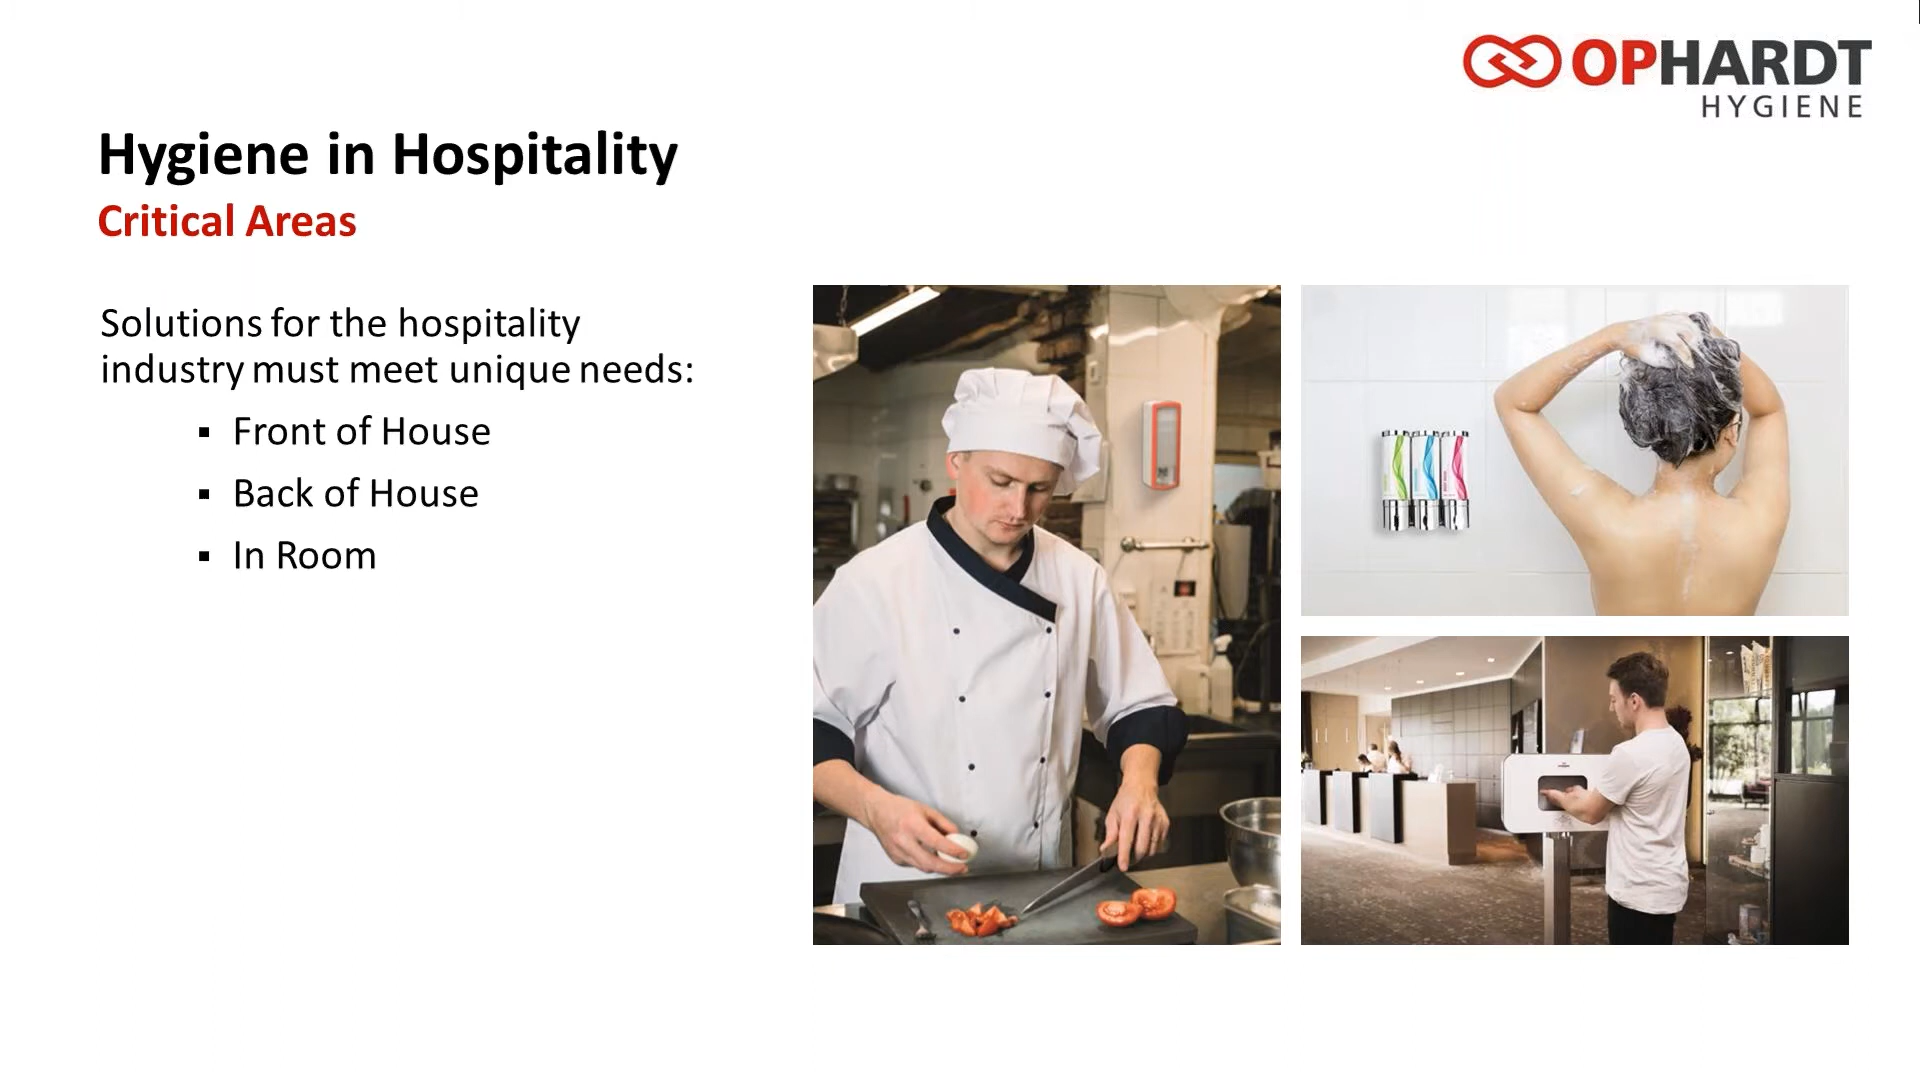 OPHARDT
HYGIENE
Hygiene in Hospitality
Critical Areas
Solutions for the hospitality
industry must meet unique needs:
▪ Front of House
▪ Back of House
▪ In Room